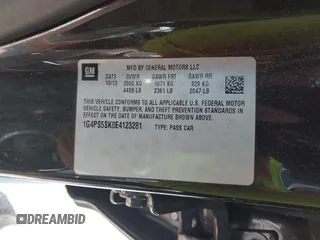 GM
MFD BY GENERAL MOTORS LLC
DATE GVWR GAWR FRT GAWR RR
10/13 2000 KG 1071 KG 929 KG
4409 LB 2361 LB 2047 LB
THIS VEHICLE CONFORMS TO ALL APPLICABLE U.S.
FEDERAL MOTOR VEHICLE SAFETY, BUMPER, AND
THEFT PREVENTION STANDARDS IN EFFECT ON THE
DATE OF MANUFACTURE SHOWN ABOVE.
1G4PS5SK0E4123281 TYPE: PASS CAR
© DREAMBID